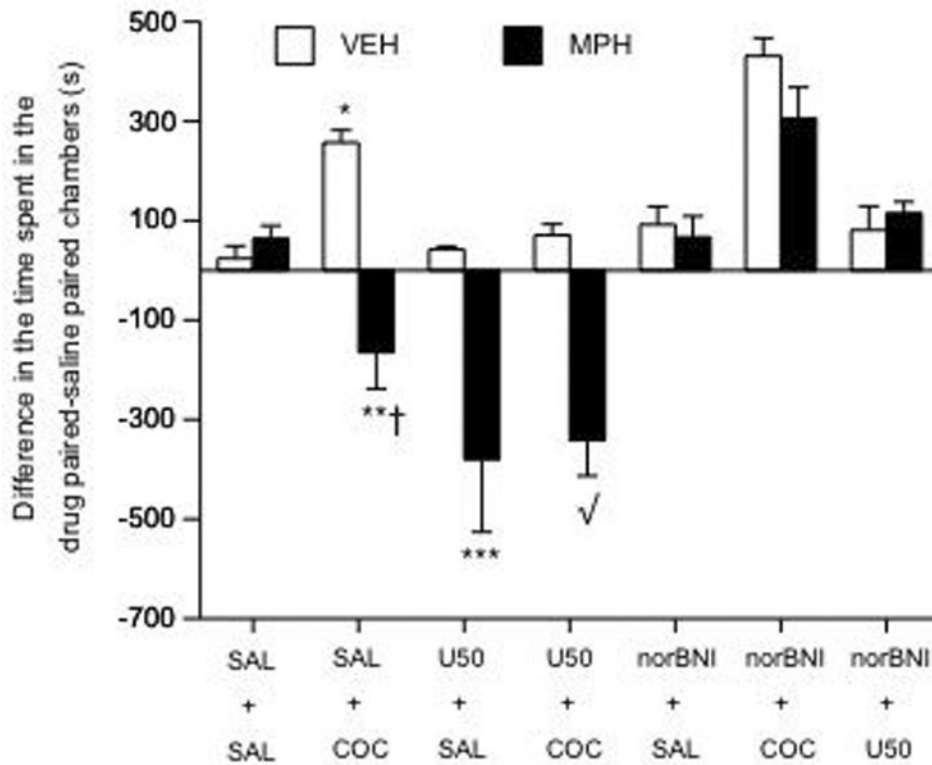 Difference in the time spent in the
drug paired-saline paired chambers (s)
500
300
100
-100
-300
-500
-700
VEH
MPH
*
**†
***
√
SAL
+
SAL
SAL
+
COC
U50
+
SAL
U50
+
COC
norBNI
+
SAL
norBNI
+
COC
norBNI
+
U50